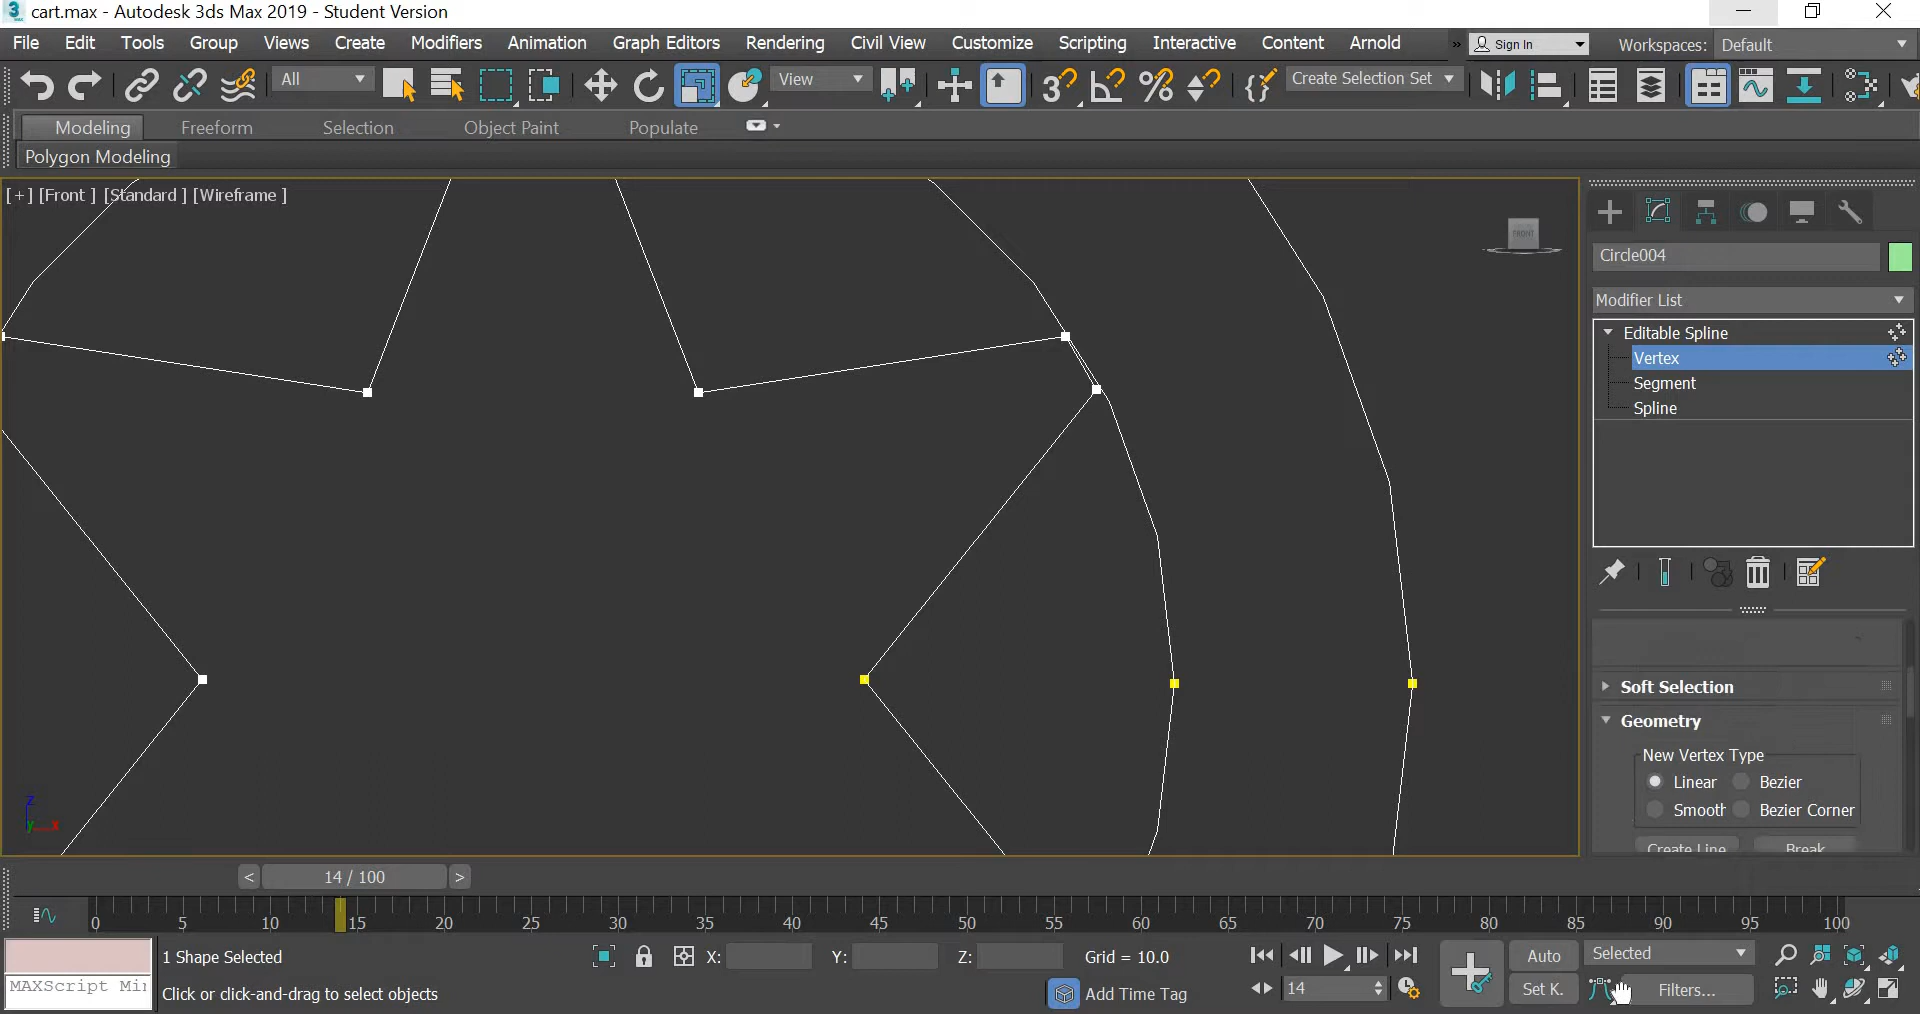 cart.max - Autodesk 3ds Max 2019 - Student Version
File Edit Tools Group Views Create Modifiers Animation Graph Editors Rendering Civil View Customize Scripting Interactive Content Arnold » Sign In Workspaces: Default
All View Create Selection Set
Modeling Freeform Selection Object Paint Populate
Polygon Modeling
[+] [Front ] [Standard ] [Wireframe ]
FRONT
Circle004
Modifier List
Editable Spline
Vertex
Segment
Spline
Soft Selection
Geometry
New Vertex Type
Linear Bezier
Smooth Bezier Corner
Create Line Break
z
y x
< 14 / 100 >
0 5 10 15 20 25 30 35 40 45 50 55 60 65 70 75 80 85 90 95 100
1 Shape Selected X: Y: Z: Grid = 10.0 Auto Selected
MAXScript Mi
Click or click-and-drag to select objects Add Time Tag 14 Set K. Filters...